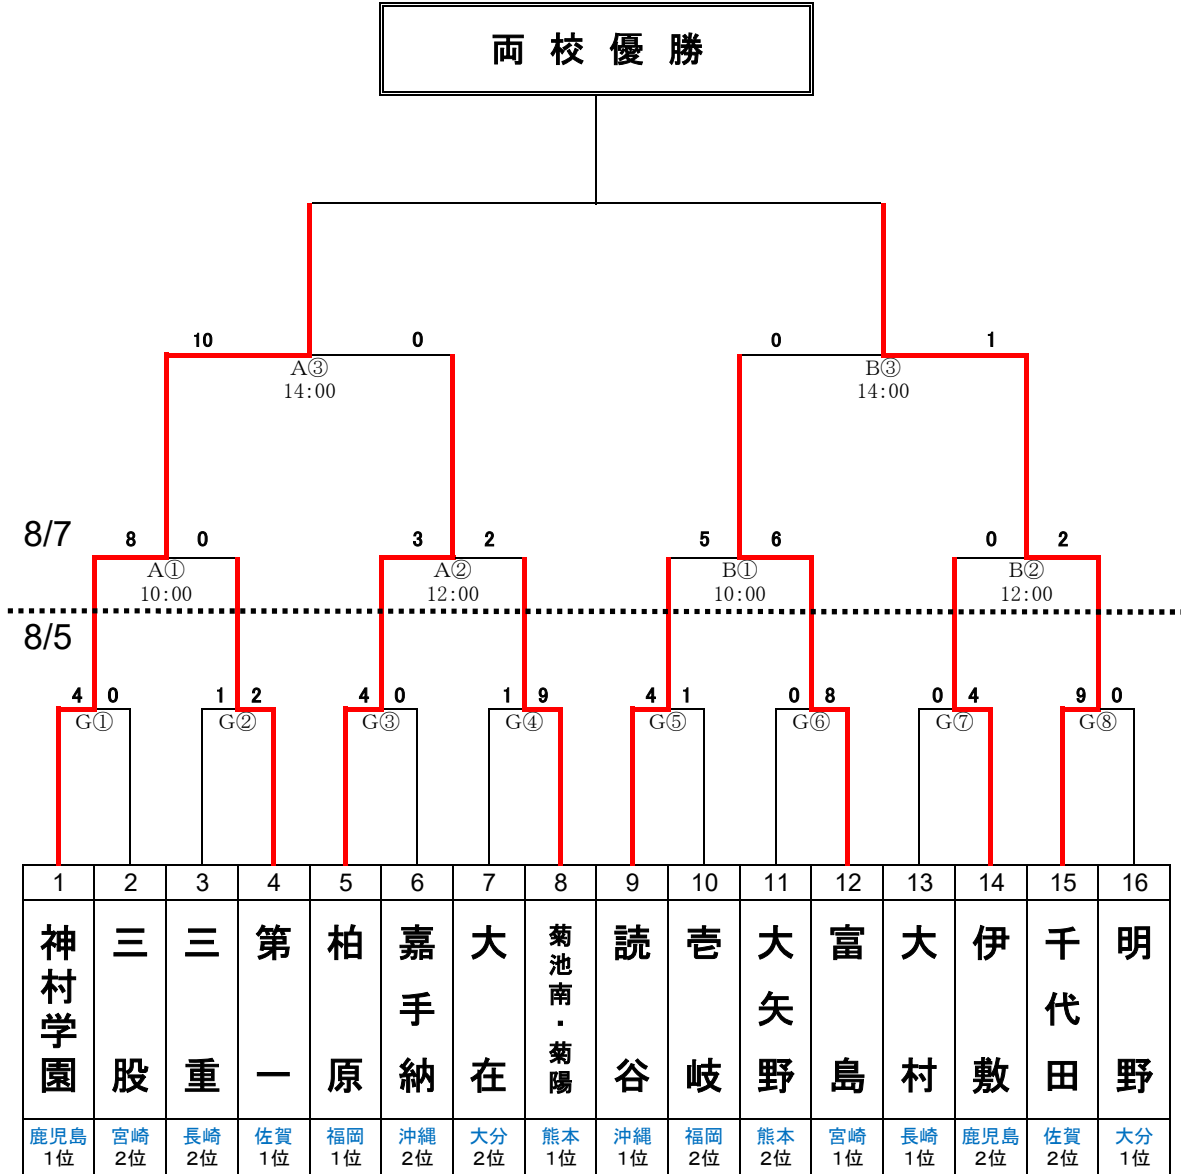 両校優勝
10 0 0 1
A③ B③
14:00 14:00
8/7
8 0 3 2 5 6 0 2
A① A② B① B②
10:00 12:00 10:00 12:00
8/5
4 0 1 2 4 0 1 9 4 1 0 8 0 4 9 0
G① G② G③ G④ G⑤ G⑥ G⑦ G⑧
1 2 3 4 5 6 7 8 9 10 11 12 13 14 15 16
神村学園
三股
三重
第一
柏原
嘉手納
大在
菊池南・菊陽
読谷
壱岐
大矢野
富島
大村
伊敷
千代田
明野
鹿児島 宮崎 長崎 佐賀 福岡 沖縄 大分 熊本 沖縄 福岡 熊本 宮崎 長崎 鹿児島 佐賀 大分
1位 2位 2位 1位 1位 2位 2位 1位 1位 2位 2位 1位 1位 2位 2位 1位